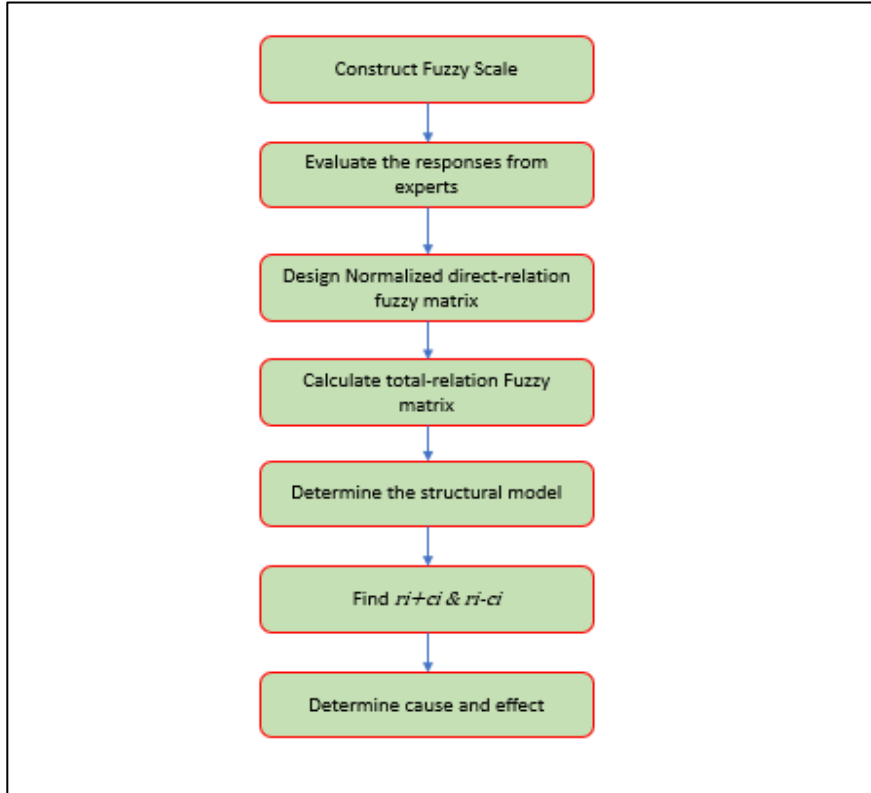 Construct Fuzzy Scale
Evaluate the responses from
experts
Design Normalized direct-relation
fuzzy matrix
Calculate total-relation Fuzzy
matrix
Determine the structural model
Find ri+ci & ri-ci
Determine cause and effect